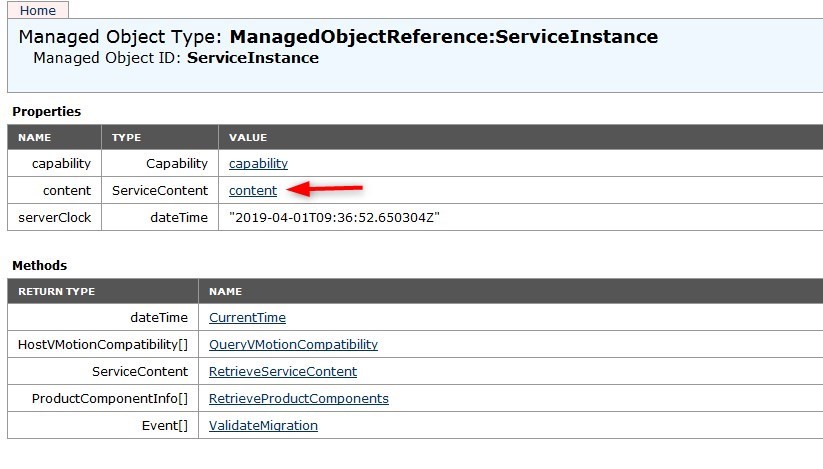 Home
Managed Object Type: ManagedObjectReference:ServiceInstance
Managed Object ID: ServiceInstance
Properties
NAME TYPE VALUE
capability Capability capability
content ServiceContent content
serverClock dateTime "2019-04-01T09:36:52.650304Z"
Methods
RETURN TYPE NAME
dateTime CurrentTime
HostVMotionCompatibility[] QueryVMotionCompatibility
ServiceContent RetrieveServiceContent
ProductComponentInfo[] RetrieveProductComponents
Event[] ValidateMigration